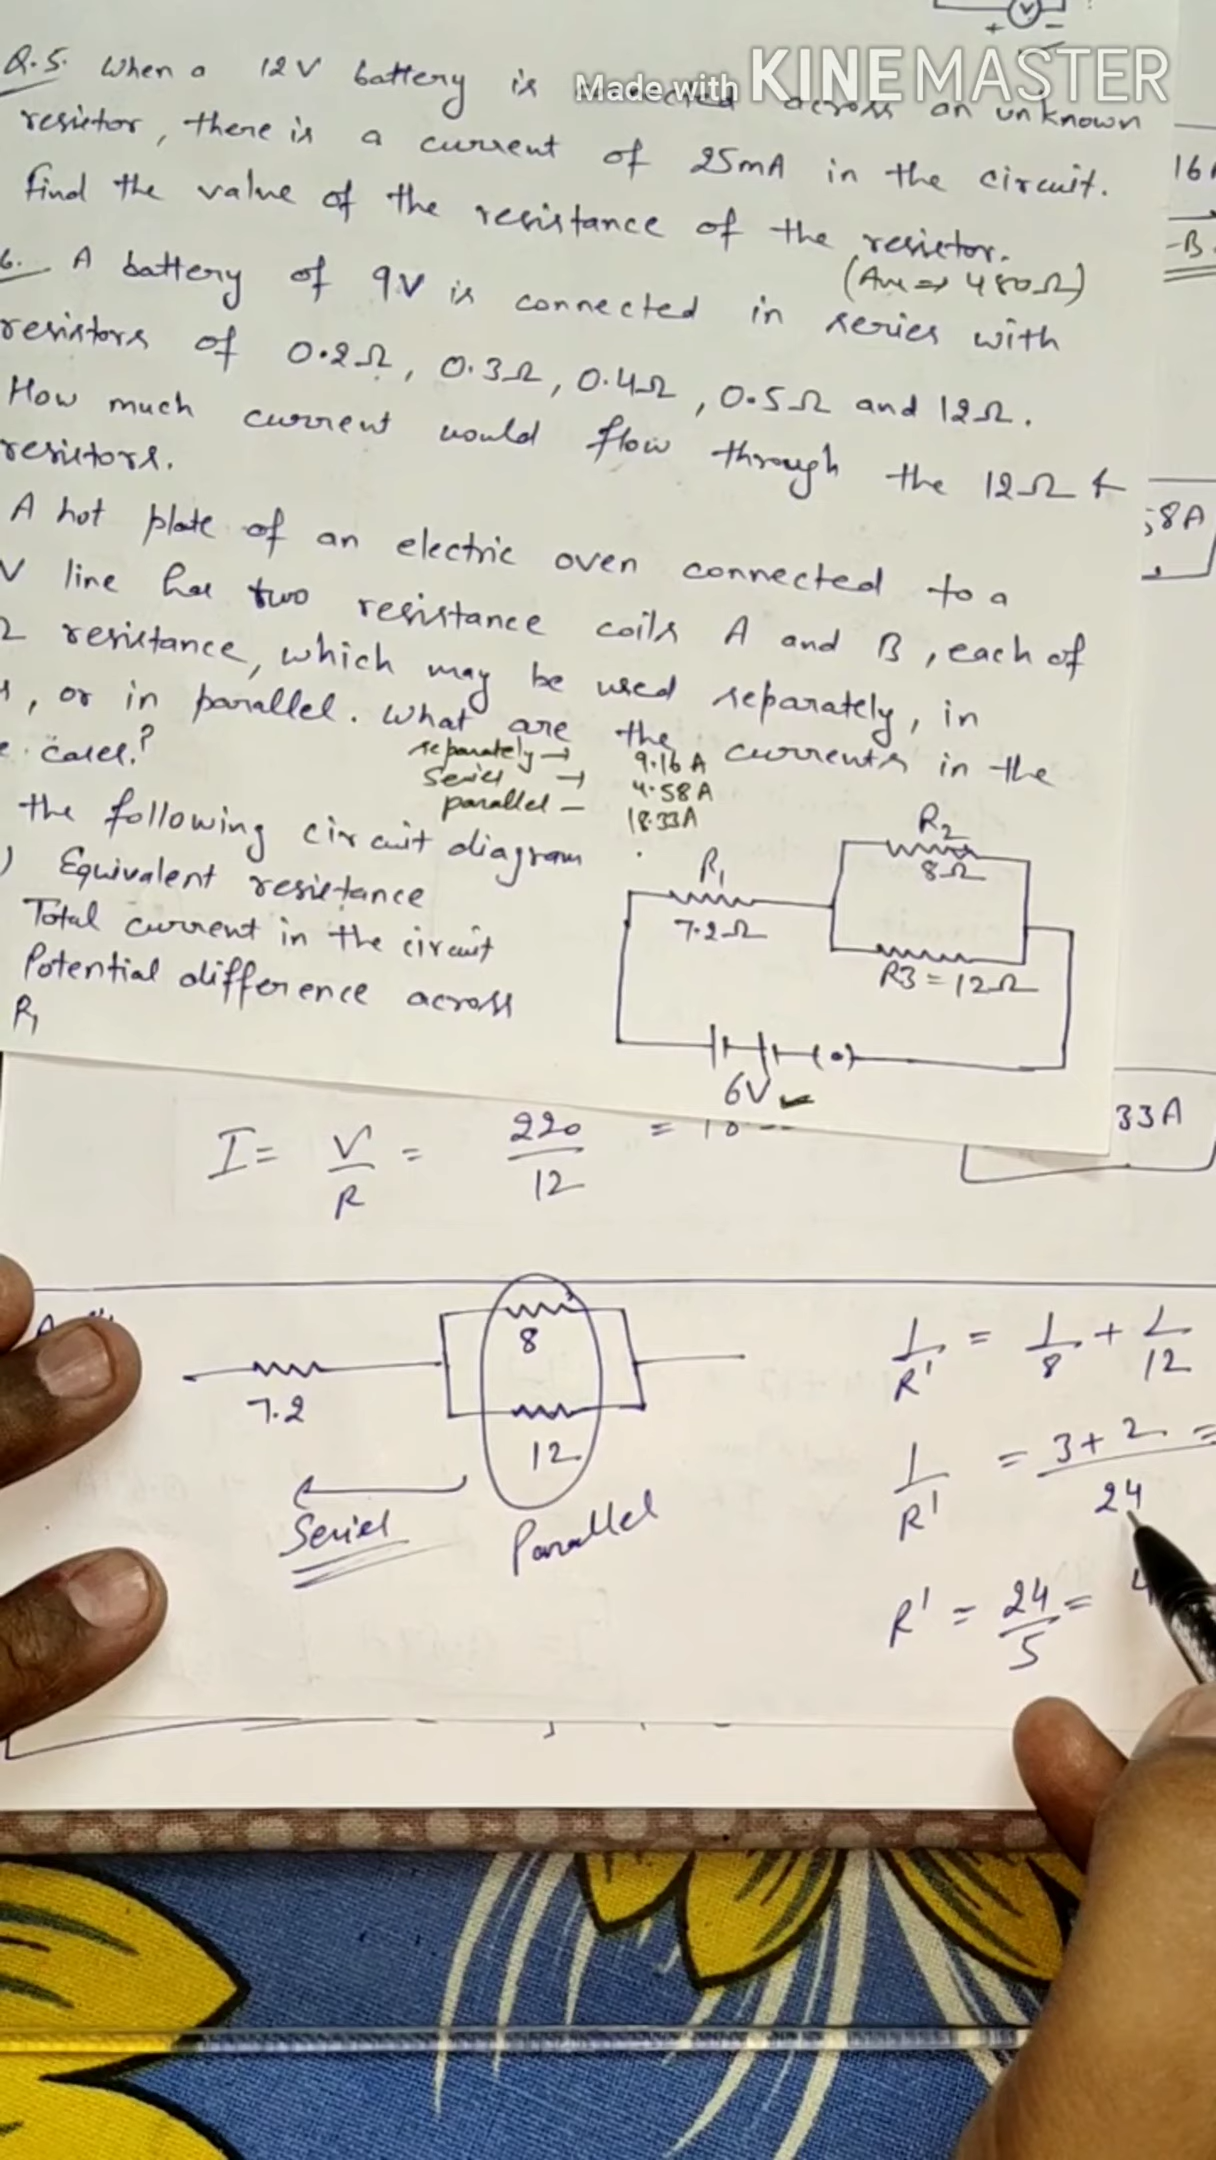 Made with KINEMASTER
V
+ -
Q.5. When a 12V battery is connected across an unknown
resistor, there is a current of 25mA in the circuit.
find the value of the resistance of the resistor.
(Ans ⇒ 480Ω)
6. A battery of 9V is connected in series with
resistors of 0.2Ω, 0.3Ω, 0.4Ω, 0.5Ω and 12Ω.
How much current would flow through the 12Ω
resistors.
A hot plate of an electric oven connected to a
V line has two resistance coils A and B, each of
Ω resistance, which may be used separately, in
, or in parallel. What are the currents in the
cases?
separately → 9.16A
Series → 4.58A
parallel – 18.33A
the following circuit diagram
) Equivalent resistance
Total current in the circuit
Potential difference across
R1
R1
7.2Ω
R2
8Ω
R3 = 12Ω
6V
16
-B
58A
33A
I = V/R = 220/12 = 18
7.2
8
12
Series
Parallel
1/R' = 1/8 + 1/12
1/R' = 3+2/24 =
R' = 24/5 = 4